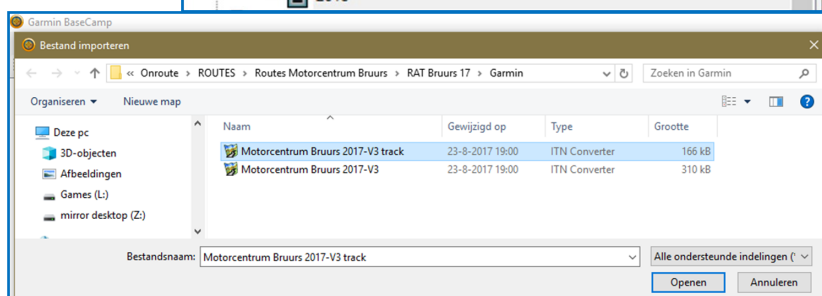 Garmin BaseCamp
Bestand importeren
« Onroute > ROUTES > Routes Motorcentrum Bruurs > RAT Bruurs 17 > Garmin
Zoeken in Garmin
Organiseren
Nieuwe map
Naam Gewijzigd op Type Grootte
Deze pc
3D-objecten
Afbeeldingen
Games (L:)
mirror desktop (Z:)
Motorcentrum Bruurs 2017-V3 track 23-8-2017 19:00 ITN Converter 166 kB
Motorcentrum Bruurs 2017-V3 23-8-2017 19:00 ITN Converter 310 kB
Bestandsnaam: Motorcentrum Bruurs 2017-V3 track
Alle ondersteunde indelingen (
Openen Annuleren